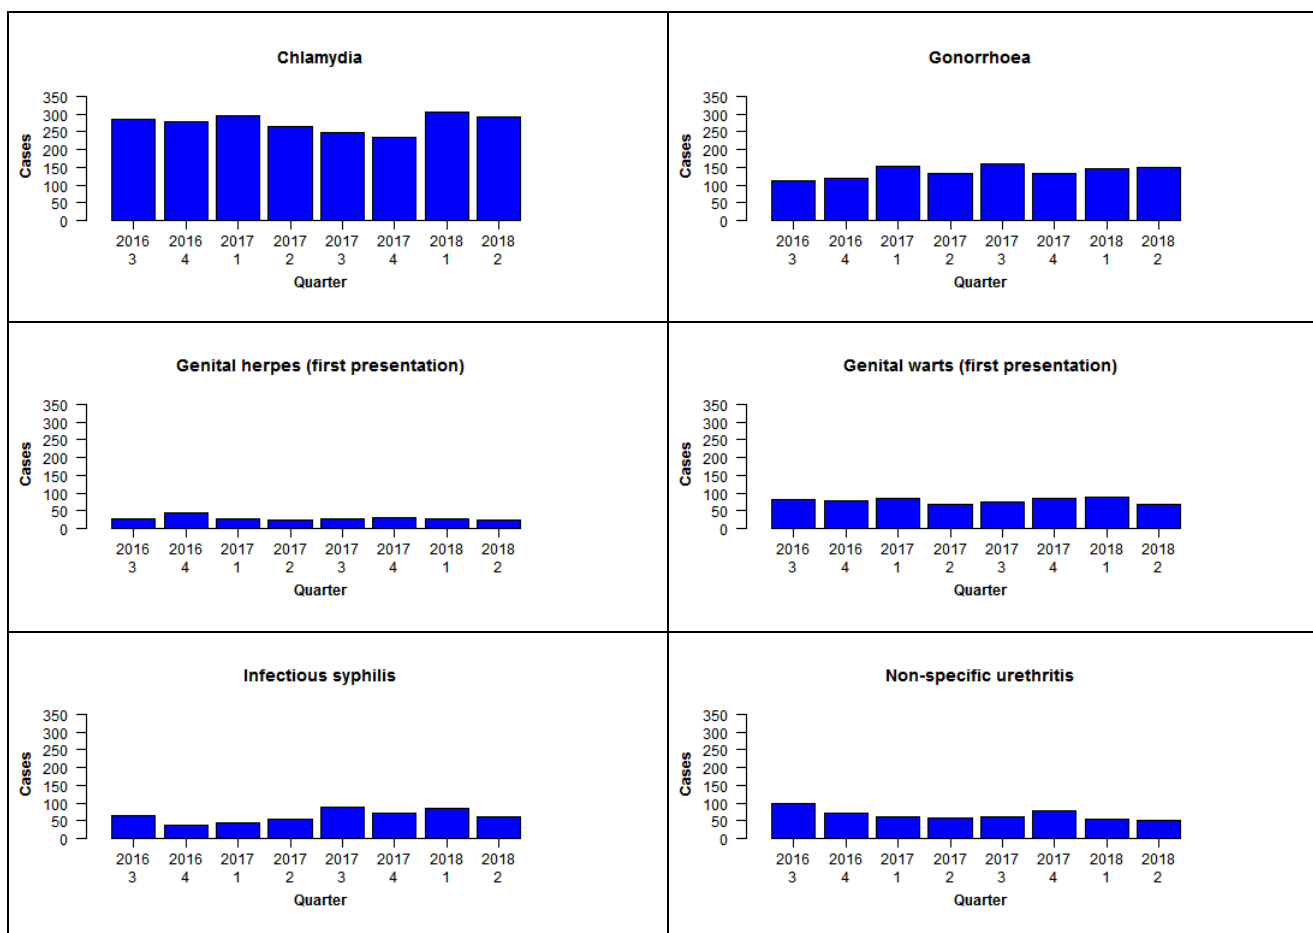 Chlamydia
350
300
250
200
150
100
50
0
Cases
2016 2016 2017 2017 2017 2017 2018 2018
3 4 1 2 3 4 1 2
Quarter
Gonorrhoea
350
300
250
200
150
100
50
0
Cases
2016 2016 2017 2017 2017 2017 2018 2018
3 4 1 2 3 4 1 2
Quarter
Genital herpes (first presentation)
350
300
250
200
150
100
50
0
Cases
2016 2016 2017 2017 2017 2017 2018 2018
3 4 1 2 3 4 1 2
Quarter
Genital warts (first presentation)
350
300
250
200
150
100
50
0
Cases
2016 2016 2017 2017 2017 2017 2018 2018
3 4 1 2 3 4 1 2
Quarter
Infectious syphilis
350
300
250
200
150
100
50
0
Cases
2016 2016 2017 2017 2017 2017 2018 2018
3 4 1 2 3 4 1 2
Quarter
Non-specific urethritis
350
300
250
200
150
100
50
0
Cases
2016 2016 2017 2017 2017 2017 2018 2018
3 4 1 2 3 4 1 2
Quarter